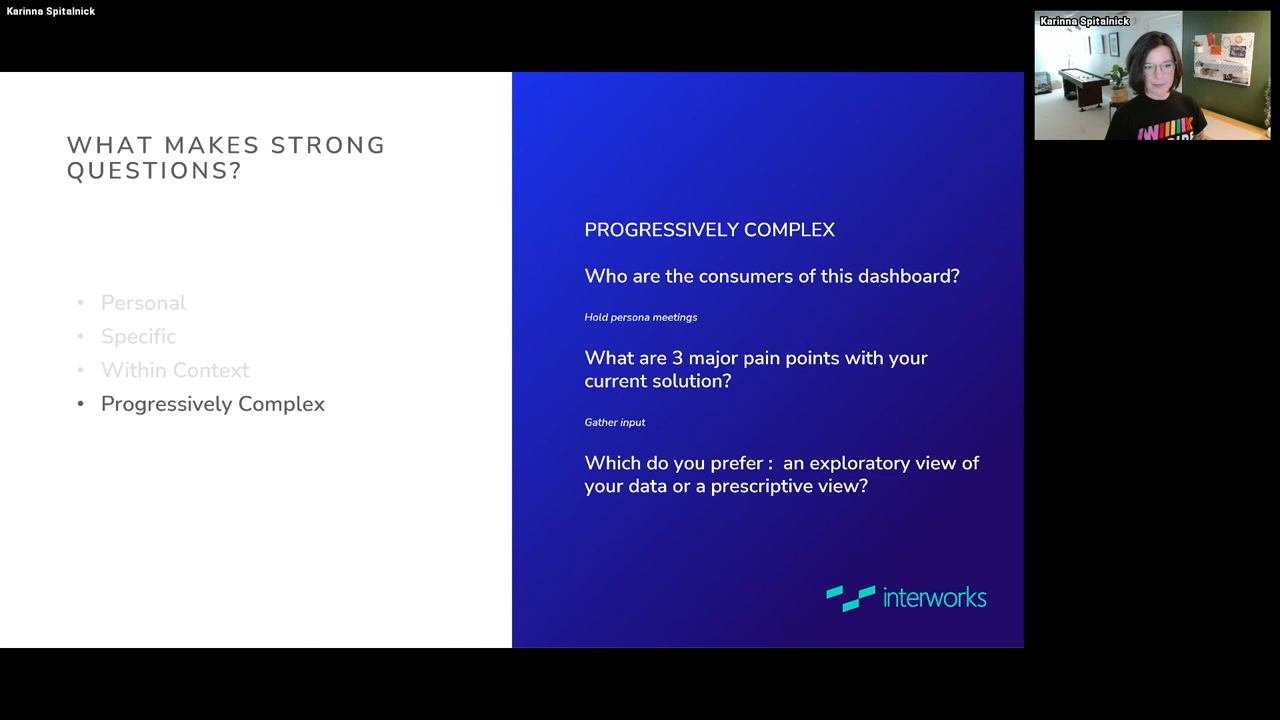 Karinna Spitalnick
Karinna Spitalnick
WHAT MAKES STRONG
QUESTIONS?
• Personal
• Specific
• Within Context
• Progressively Complex
PROGRESSIVELY COMPLEX
Who are the consumers of this dashboard?
Hold persona meetings
What are 3 major pain points with your
current solution?
Gather input
Which do you prefer :  an exploratory view of
your data or a prescriptive view?
interworks